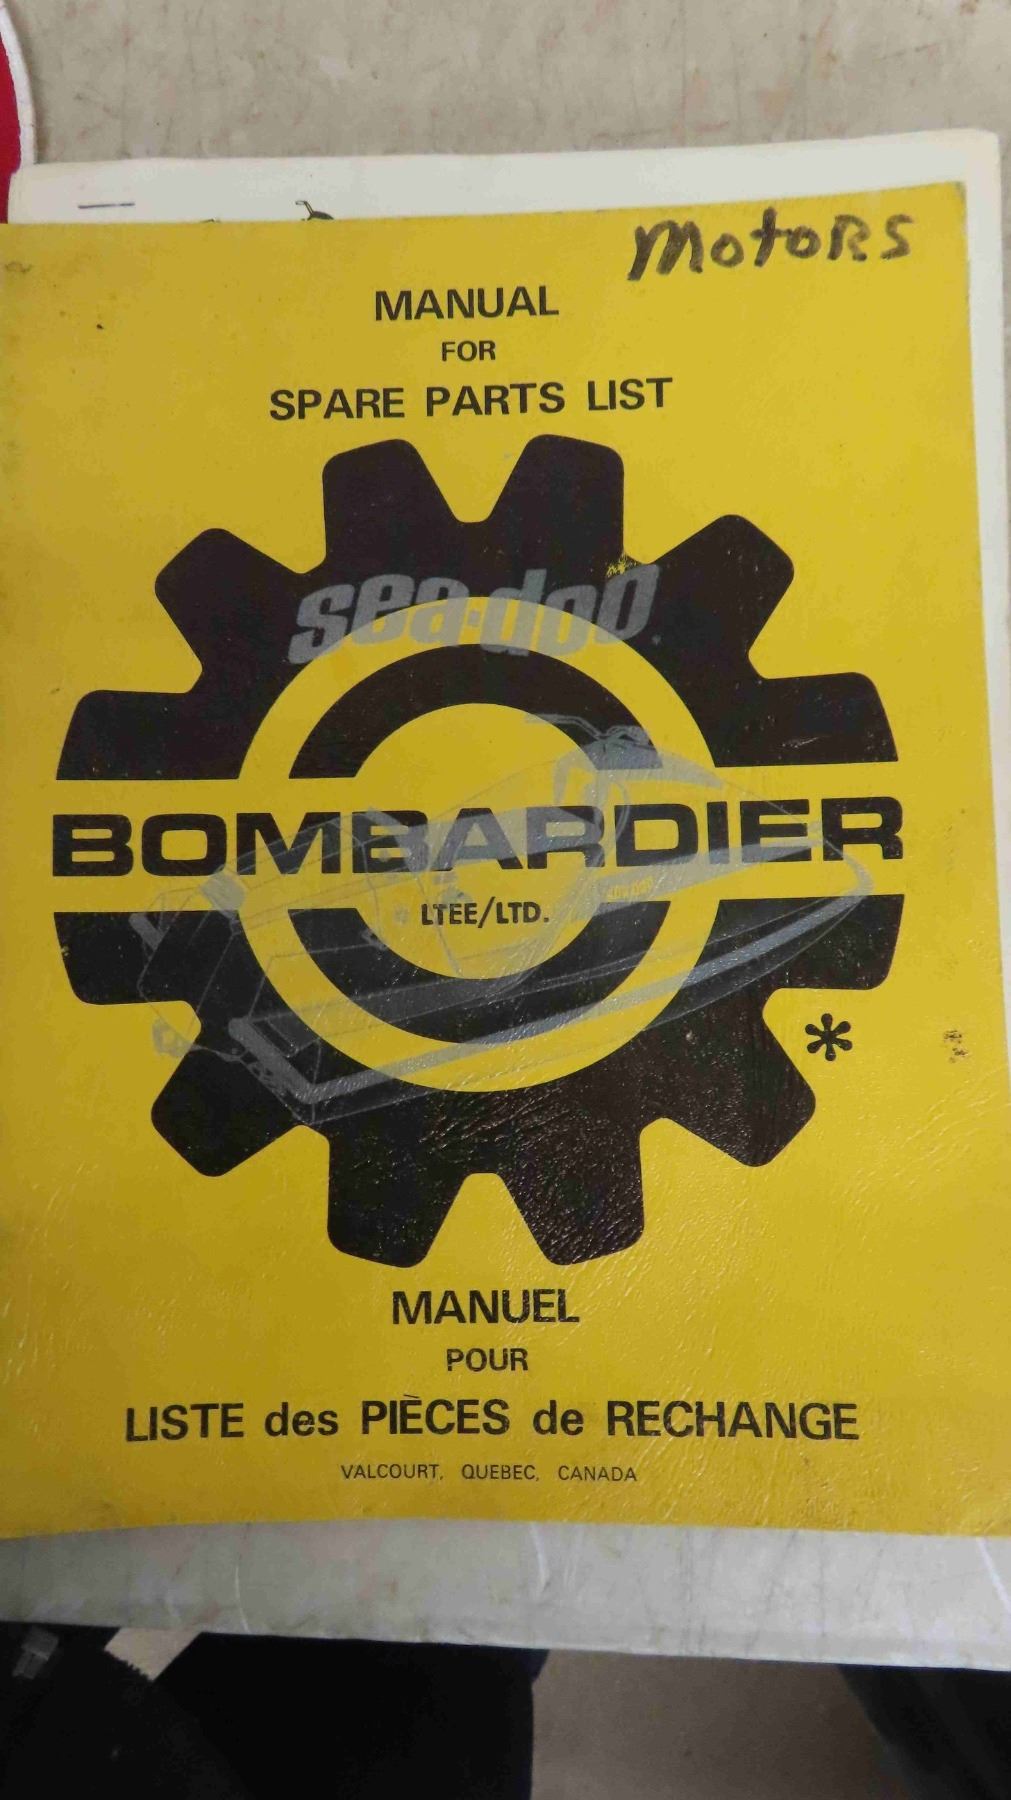 Motors
MANUAL
FOR
SPARE PARTS LIST
sea-doo
BOMBARDIER
LTEE/LTD.
*
MANUEL
POUR
LISTE des PIÈCES de RECHANGE
VALCOURT, QUEBEC, CANADA